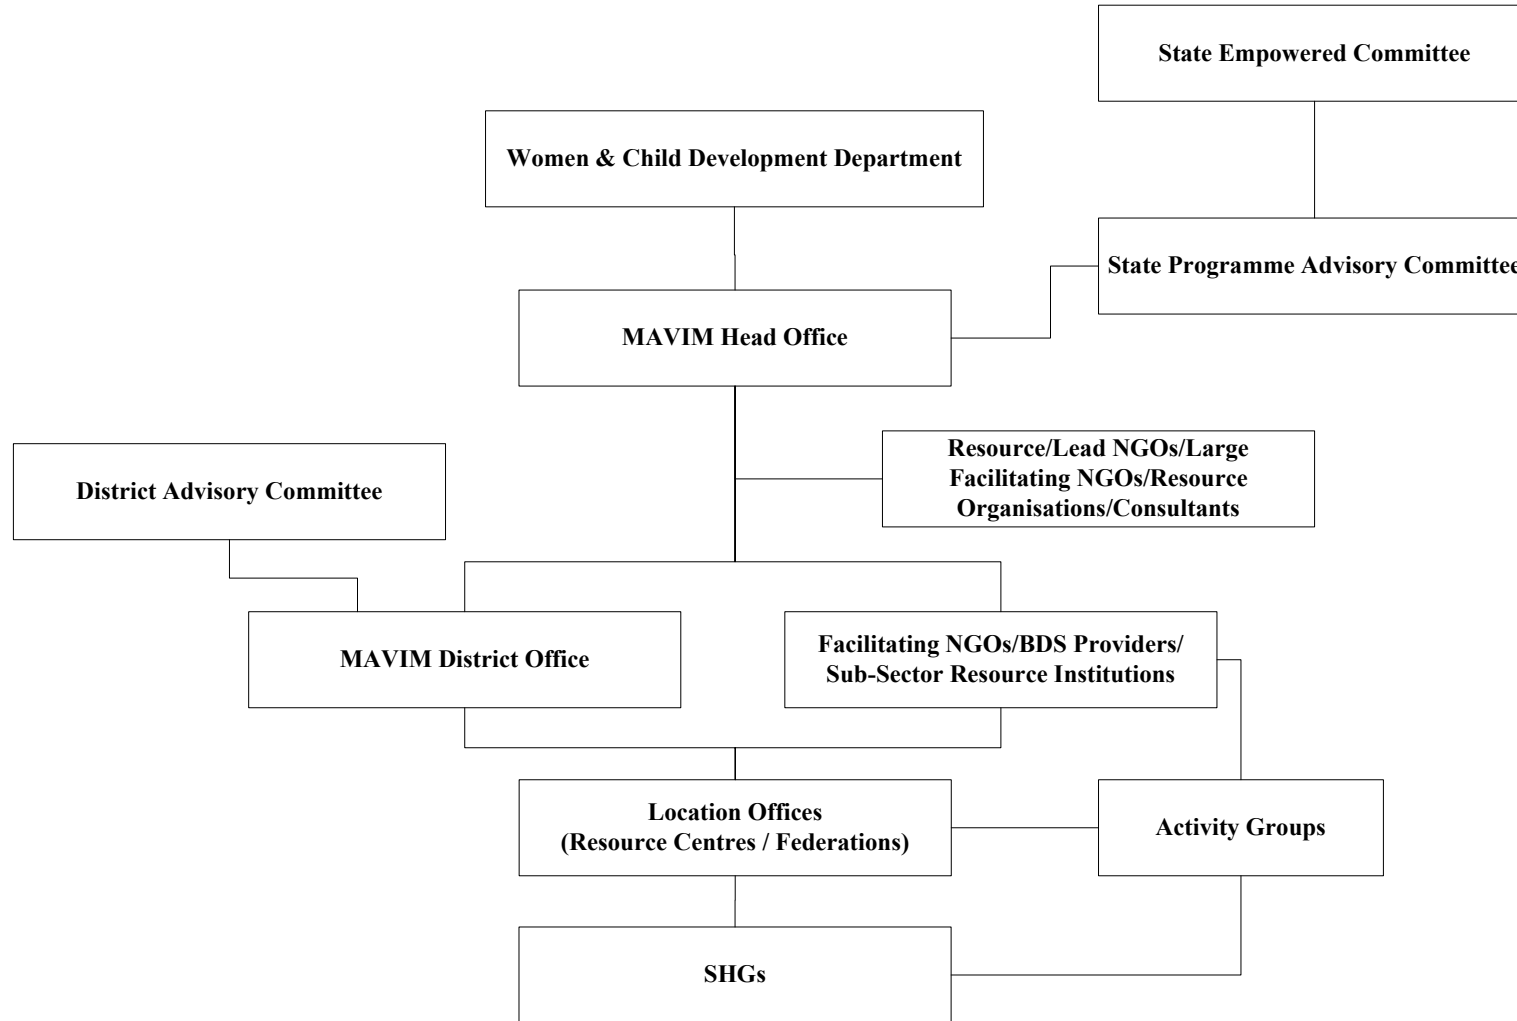 State Empowered Committee
Women & Child Development Department
State Programme Advisory Committee
MAVIM Head Office
Resource/Lead NGOs/Large
Facilitating NGOs/Resource
Organisations/Consultants
District Advisory Committee
MAVIM District Office
Facilitating NGOs/BDS Providers/
Sub-Sector Resource Institutions
Location Offices
(Resource Centres / Federations)
Activity Groups
SHGs